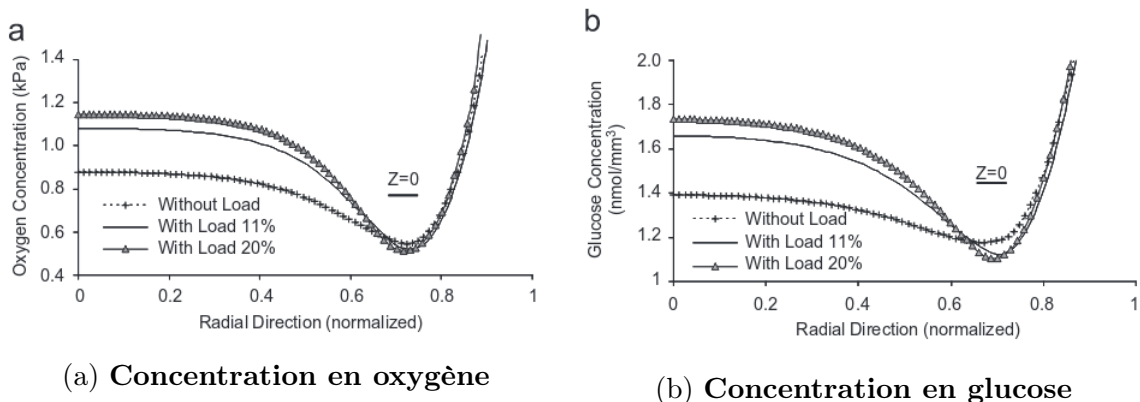 a
Oxygen Concentration (kPa)
1.4
1.2
1.0
0.8
0.6
0.4
Z=0
Without Load
With Load 11%
With Load 20%
0
0.2
0.4
0.6
0.8
1
Radial Direction (normalized)
(a) Concentration en oxygène
b
Glucose Concentration
(nmol/mm³)
2.0
1.8
1.6
1.4
1.2
1
Z=0
Without Load
With Load 11%
With Load 20%
0
0.2
0.4
0.6
0.8
1
Radial Direction (normalized)
(b) Concentration en glucose